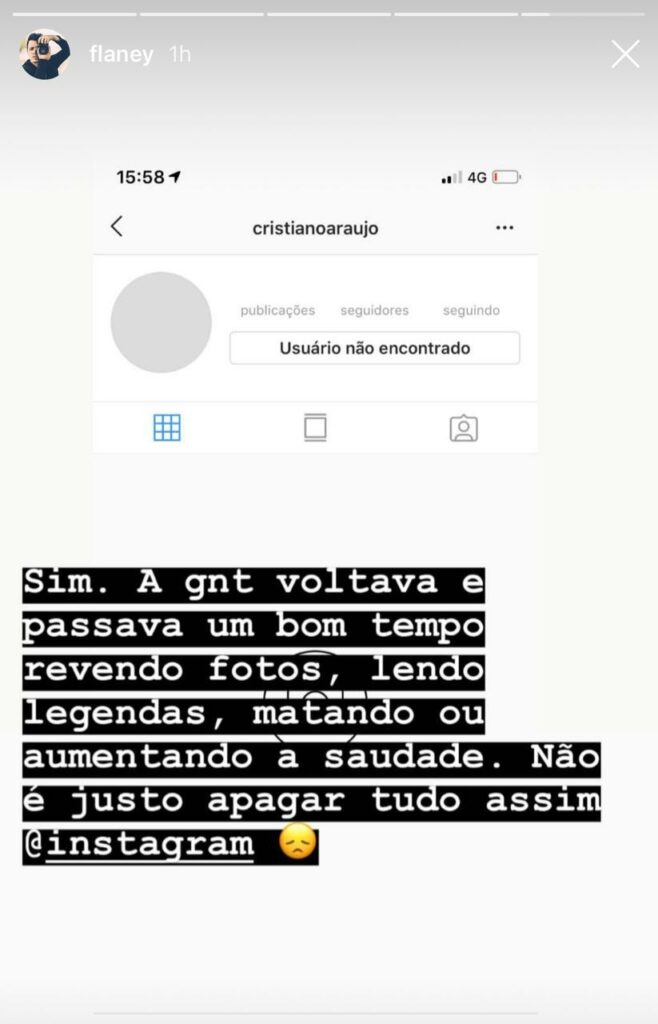 flaney 1h
15:58 4G
cristianoaraujo
publicações seguidores seguindo
Usuário não encontrado
Sim. A gnt voltava e
passava um bom tempo
revendo fotos, lendo
legendas, matando ou
aumentando a saudade. Não
é justo apagar tudo assim
@instagram 😞